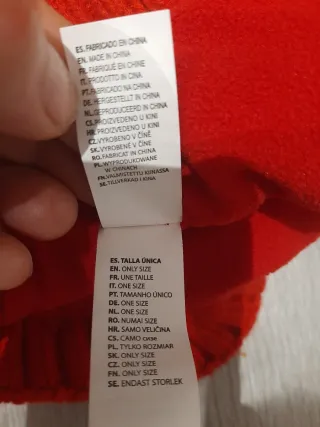 ES. FABRICADO EN CHINA
EN. MADE IN CHINA
FR. FABRIQUÉ EN CHINE
IT. PRODOTTO IN CINA
PT. FABRICADO NA CHINA
DE. HERGESTELLT IN CHINA
NL. GEPRODUCEERD IN CHINA
CS. PROIZVEDENO U KINI
HR. PROIZVEDENO U KINI
CZ. VYROBENO V ČÍNĚ
SK. VYROBENÉ V ČÍNE
RO. FABRICAT IN CHINA
PL. WYPRODUKOWANE
W CHINACH
FN. VALMISTETTU KIINASSA
SE. TILLVERKAD I KINA
ES. TALLA ÚNICA
EN. ONLY SIZE
FR. UNE TAILLE
IT. ONE SIZE
PT. TAMANHO ÚNICO
DE. ONE SIZE
NL. ONE SIZE
RO. NUMAI SIZE
HR. SAMO VELIČINA
CS. CAMO
PL. TYLKO ROZMIAR
SK. ONLY SIZE
CZ. ONLY SIZE
FN. ONLY SIZE
SE. ENDAST STORLEK